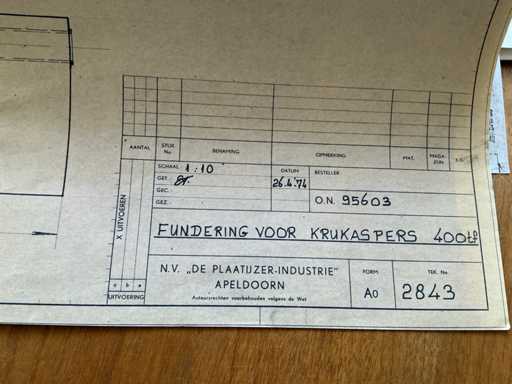 AANTAL
STUK No.
BENAMING
OPMERKING
MAT.
MAGA-ZIJN
SCHAAL 1:10
GET.
GEC.
GEZ.
DATUM
26.4.'74
BESTELLER
O.N. 95603
X UITVOEREN
FUNDERING VOOR KRUKASPERS 400tf
a b c
UITVOERING
N.V. „DE PLAATIJZER-INDUSTRIE"
APELDOORN
Auteursrechten voorbehouden volgens de Wet
FORM
A0
TEK. No
2843